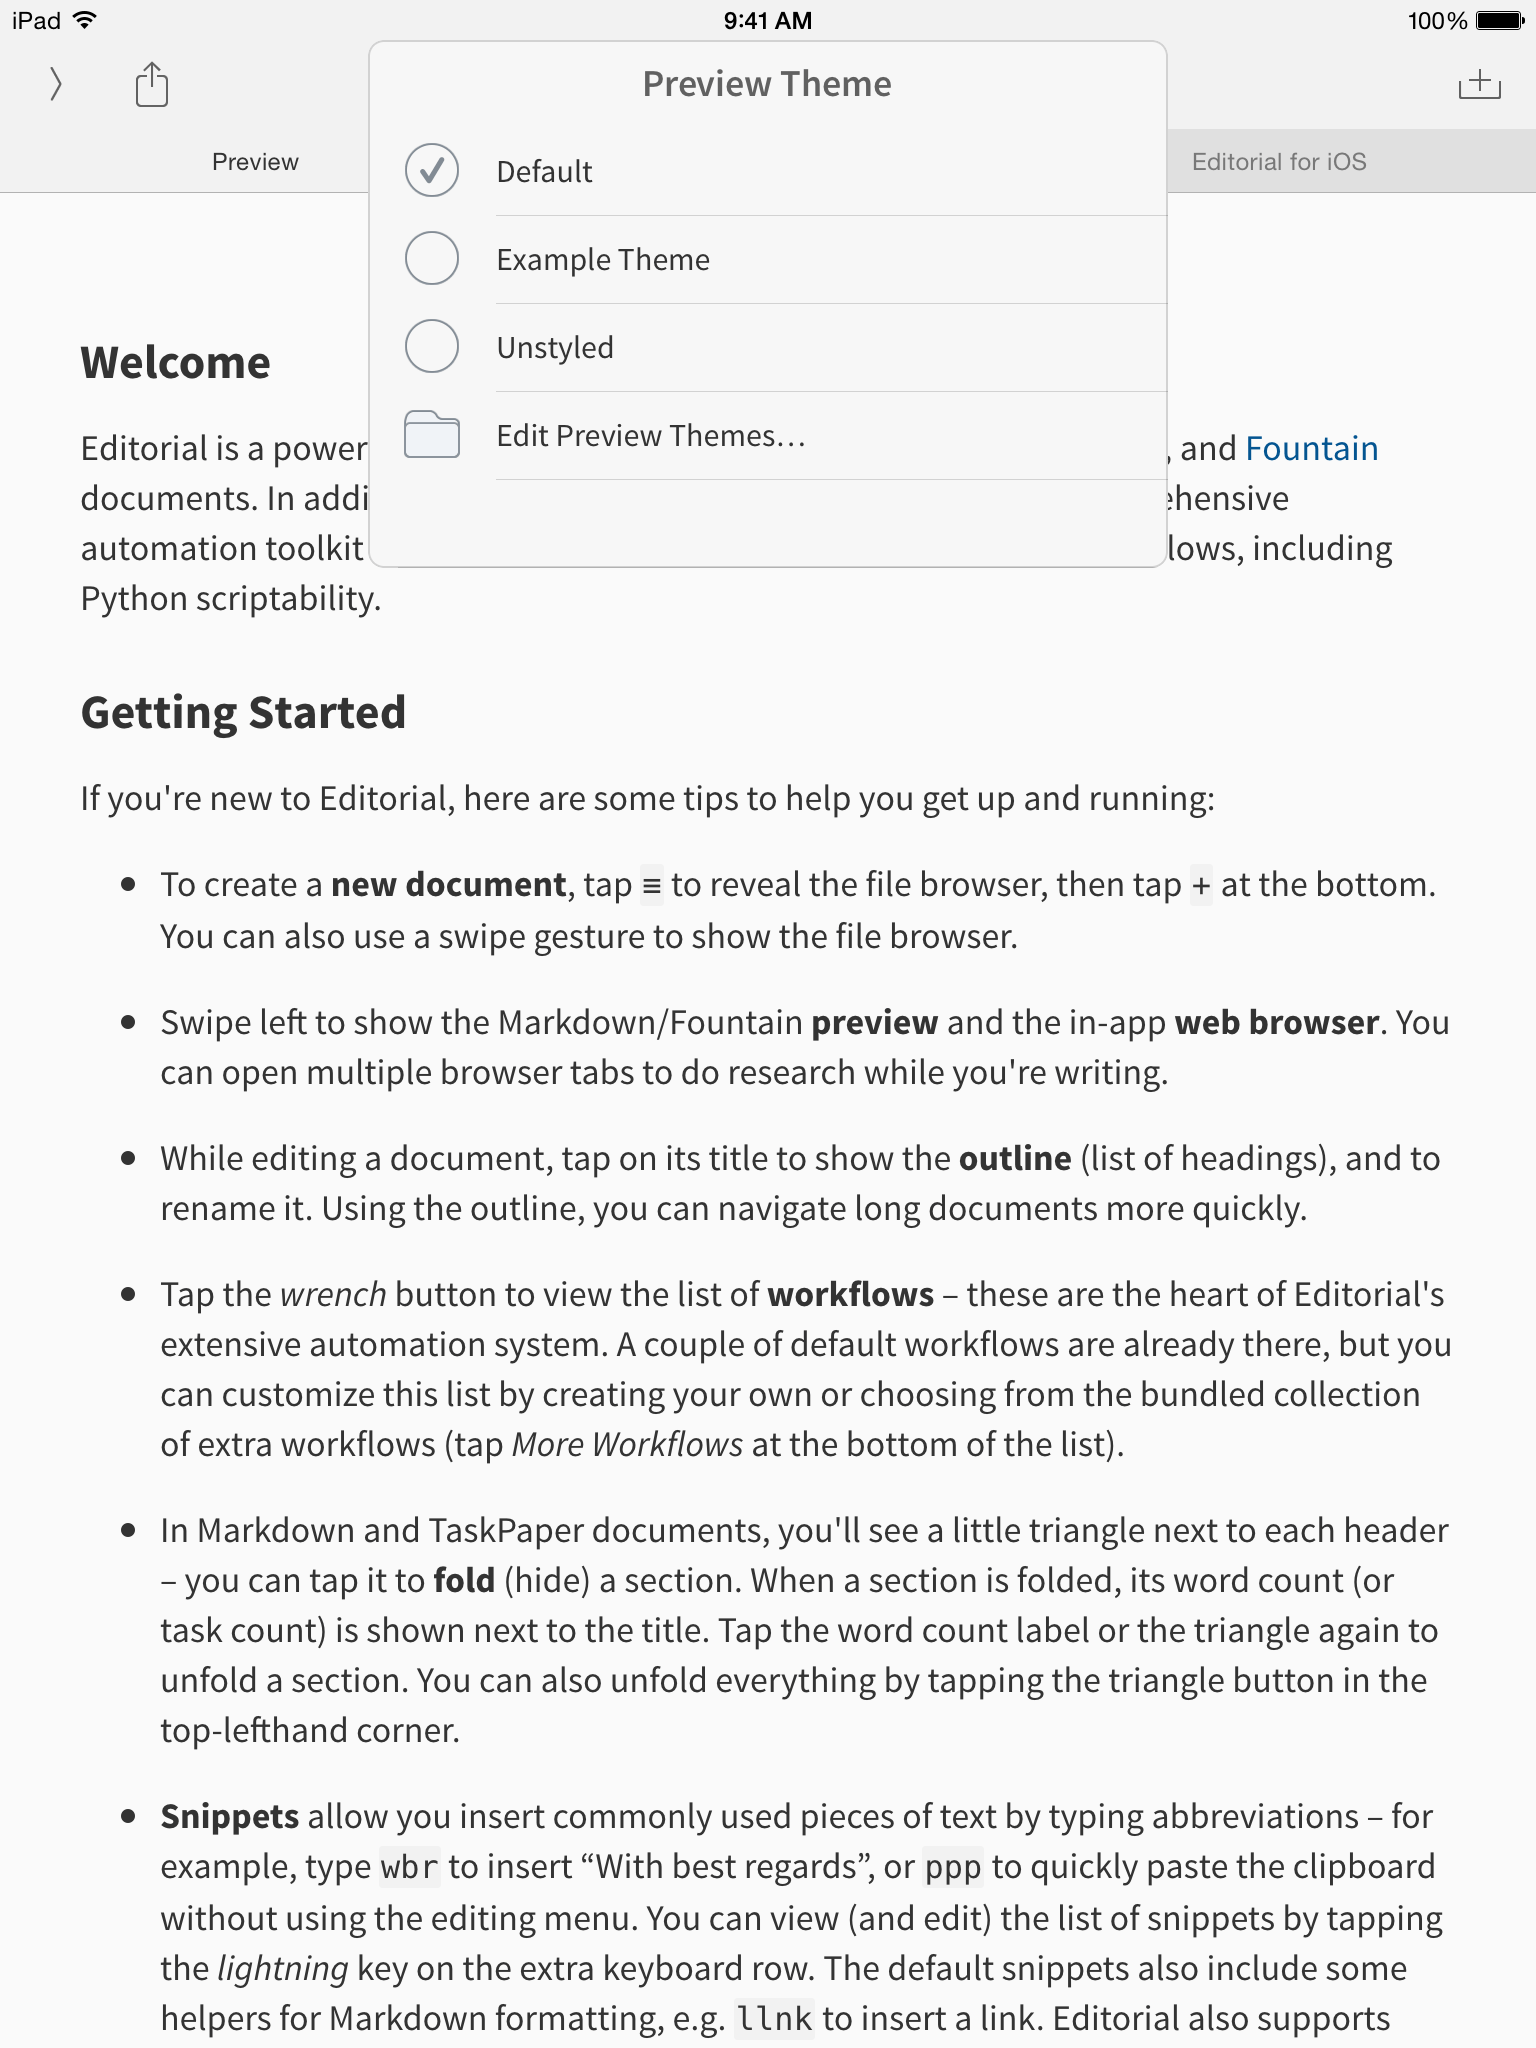 iPad 9:41 AM 100%
Preview Theme
Preview Editorial for iOS
Default
Example Theme
Unstyled
Edit Preview Themes…
Welcome
Editorial is a power , and Fountain
documents. In addi ehensive
automation toolkit lows, including
Python scriptability.
Getting Started
If you're new to Editorial, here are some tips to help you get up and running:
• To create a new document, tap ≡ to reveal the file browser, then tap + at the bottom.
You can also use a swipe gesture to show the file browser.
• Swipe left to show the Markdown/Fountain preview and the in-app web browser. You
can open multiple browser tabs to do research while you're writing.
• While editing a document, tap on its title to show the outline (list of headings), and to
rename it. Using the outline, you can navigate long documents more quickly.
• Tap the wrench button to view the list of workflows – these are the heart of Editorial's
extensive automation system. A couple of default workflows are already there, but you
can customize this list by creating your own or choosing from the bundled collection
of extra workflows (tap More Workflows at the bottom of the list).
• In Markdown and TaskPaper documents, you'll see a little triangle next to each header
– you can tap it to fold (hide) a section. When a section is folded, its word count (or
task count) is shown next to the title. Tap the word count label or the triangle again to
unfold a section. You can also unfold everything by tapping the triangle button in the
top-lefthand corner.
• Snippets allow you insert commonly used pieces of text by typing abbreviations – for
example, type wbr to insert “With best regards”, or ppp to quickly paste the clipboard
without using the editing menu. You can view (and edit) the list of snippets by tapping
the lightning key on the extra keyboard row. The default snippets also include some
helpers for Markdown formatting, e.g. llnk to insert a link. Editorial also supports